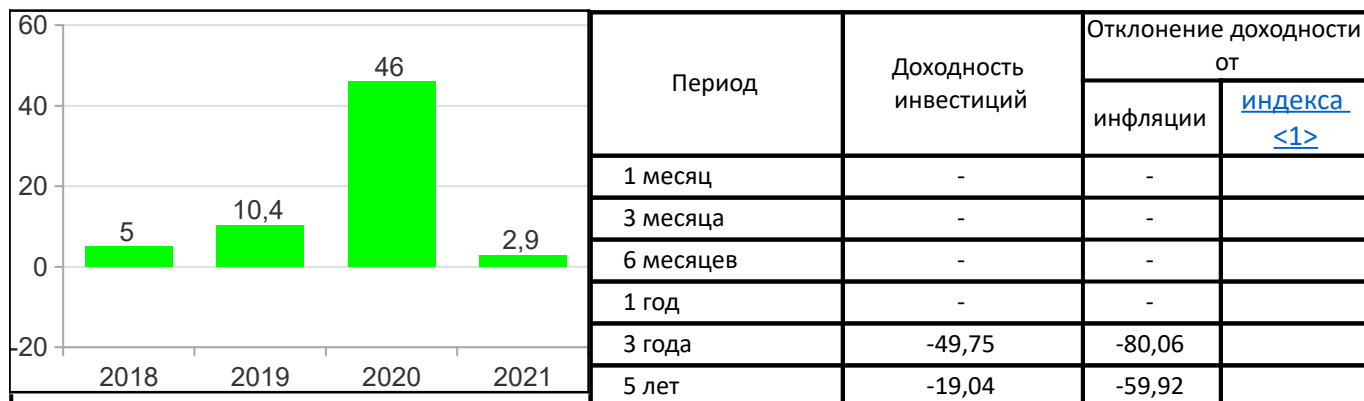 60
40
20
0
-20
5
10,4
46
2,9
2018 2019 2020 2021
Период
Доходность
инвестиций
Отклонение доходности
от
инфляции
индекса
<1>
1 месяц - -
3 месяца - -
6 месяцев - -
1 год - -
3 года -49,75 -80,06
5 лет -19,04 -59,92